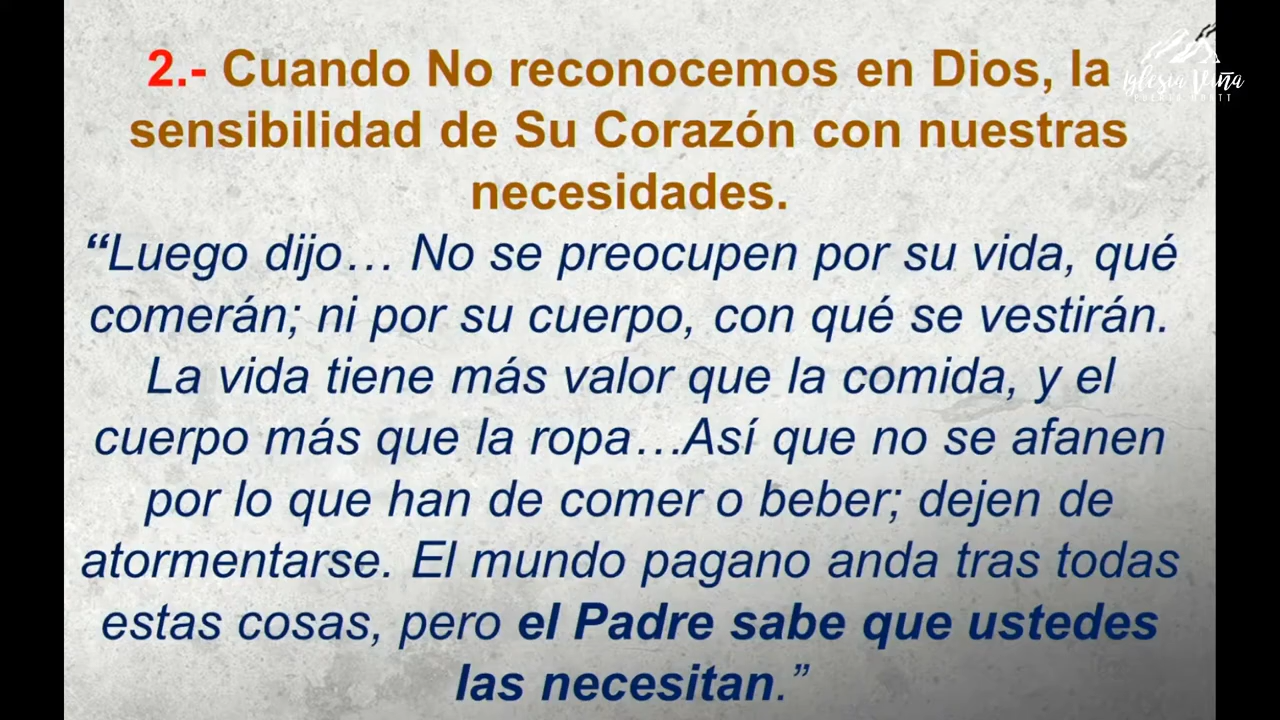 2.- Cuando No reconocemos en Dios, la
sensibilidad de Su Corazón con nuestras
necesidades.
“Luego dijo… No se preocupen por su vida, qué
comerán; ni por su cuerpo, con qué se vestirán.
La vida tiene más valor que la comida, y el
cuerpo más que la ropa…Así que no se afanen
por lo que han de comer o beber; dejen de
atormentarse. El mundo pagano anda tras todas
estas cosas, pero el Padre sabe que ustedes
las necesitan.”
Iglesia Viña